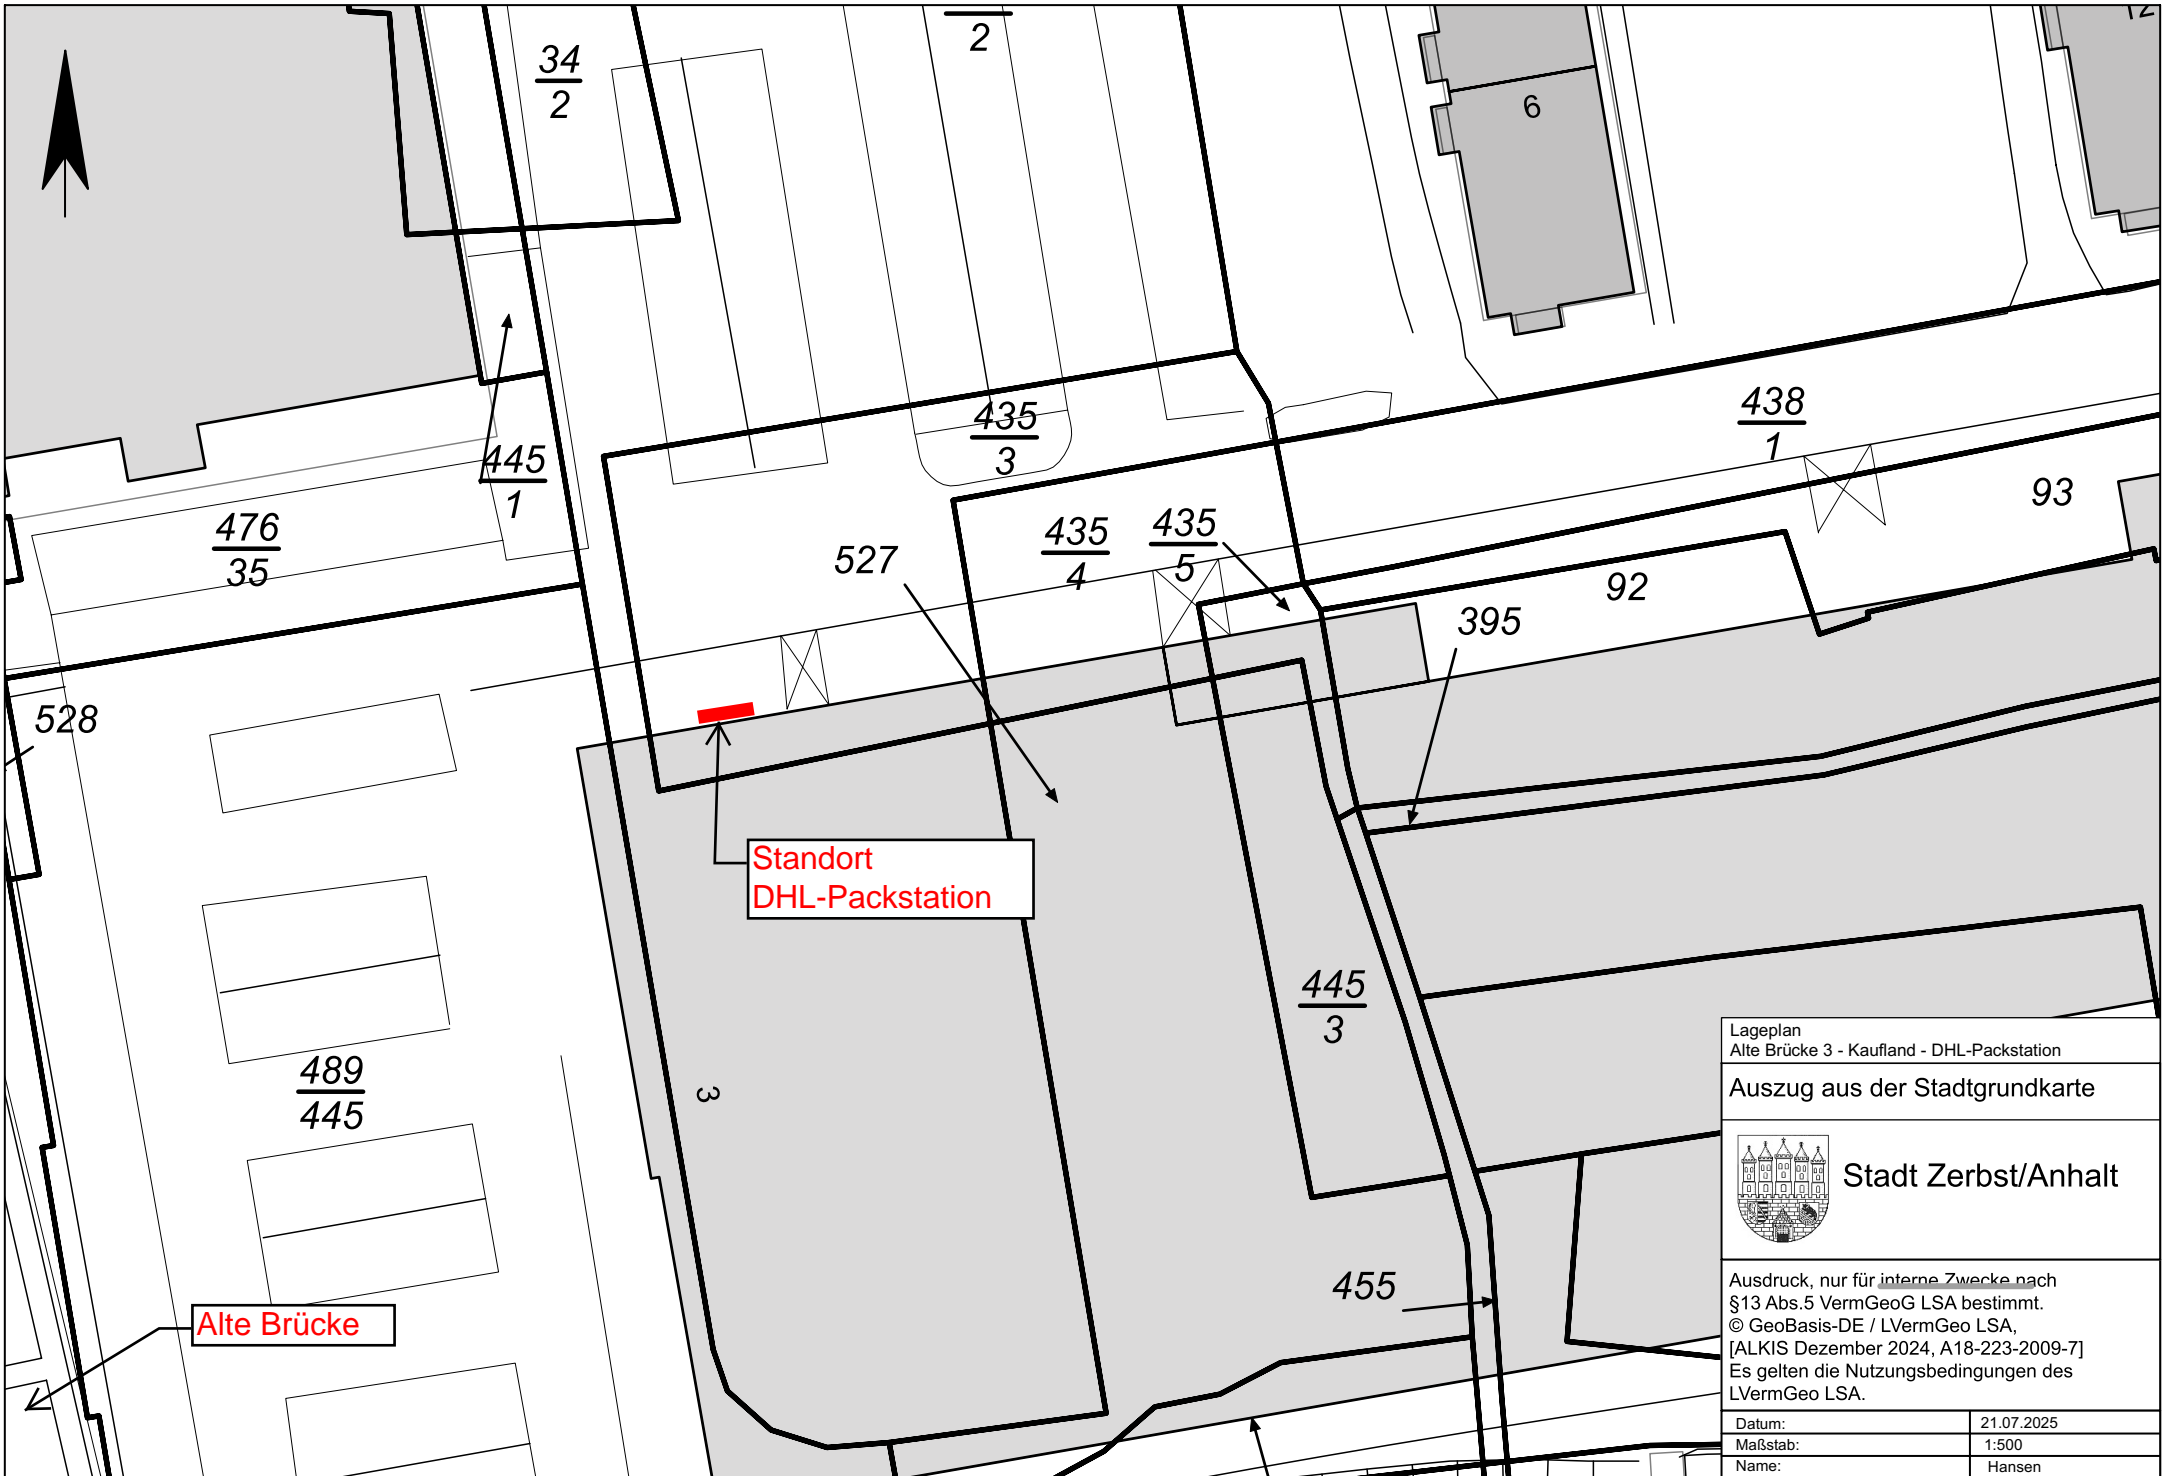 2
34
2
6
12
435
3
438
1
445
1
476
35
93
527
435
4
435
5
92
395
528
Standort
DHL-Packstation
445
3
489
445
3
455
Alte Brücke
Lageplan
Alte Brücke 3 - Kaufland - DHL-Packstation
Auszug aus der Stadtgrundkarte
Stadt Zerbst/Anhalt
Ausdruck, nur für interne Zwecke nach
§13 Abs.5 VermGeoG LSA bestimmt.
© GeoBasis-DE / LVermGeo LSA,
[ALKIS Dezember 2024, A18-223-2009-7]
Es gelten die Nutzungsbedingungen des
LVermGeo LSA.
Datum: 21.07.2025
Maßstab: 1:500
Name: Hansen